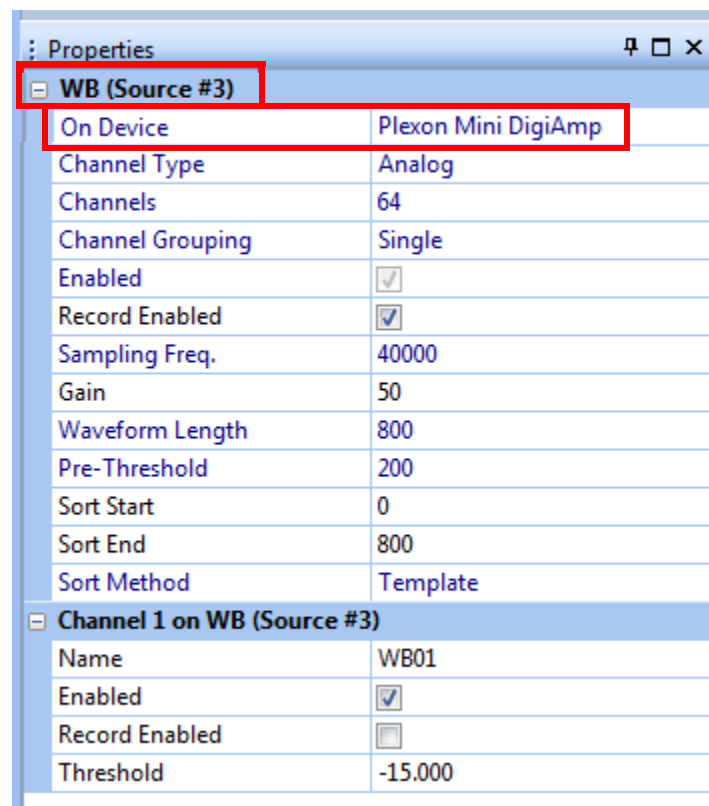 Properties
WB (Source #3)
On Device Plexon Mini DigiAmp
Channel Type Analog
Channels 64
Channel Grouping Single
Enabled
Record Enabled
Sampling Freq. 40000
Gain 50
Waveform Length 800
Pre-Threshold 200
Sort Start 0
Sort End 800
Sort Method Template
Channel 1 on WB (Source #3)
Name WB01
Enabled
Record Enabled
Threshold -15.000